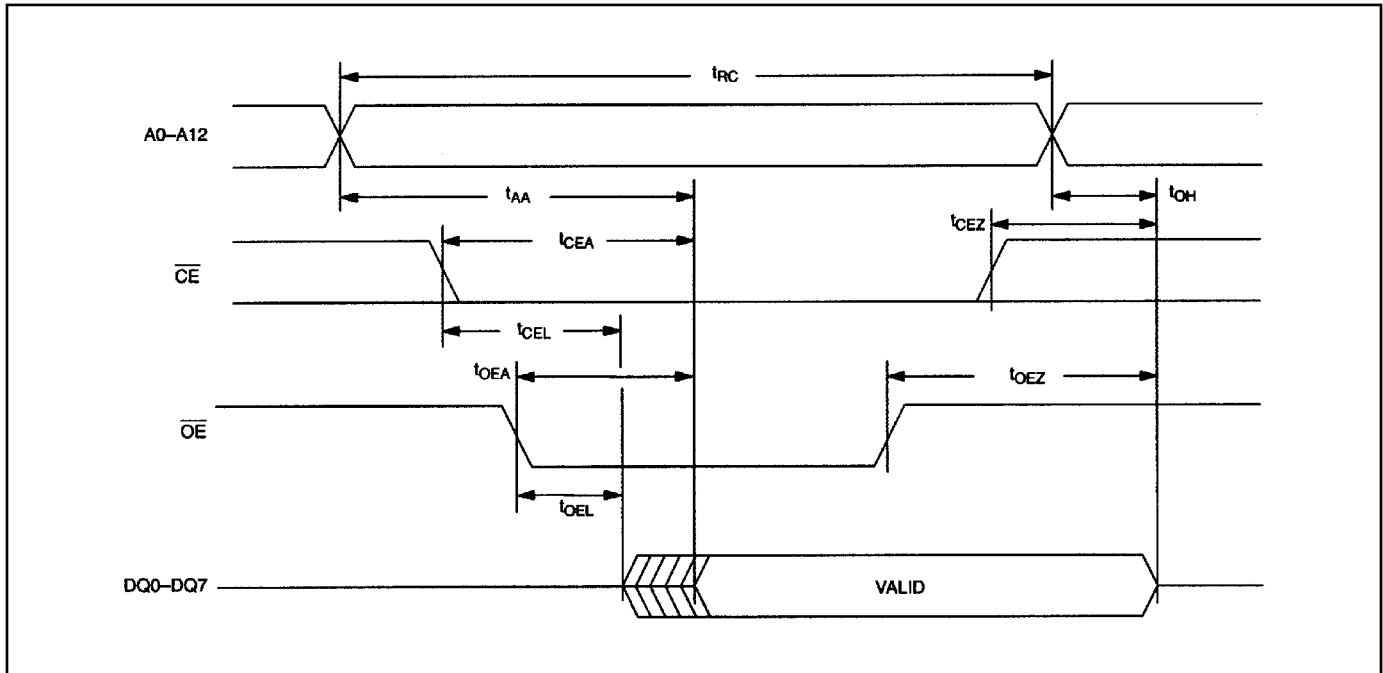 tRC
A0–A12
tAA
tOH
tCEZ
tCEA
CE
tCEL
tOEA
tOEZ
OE
tOEL
DQ0–DQ7
VALID